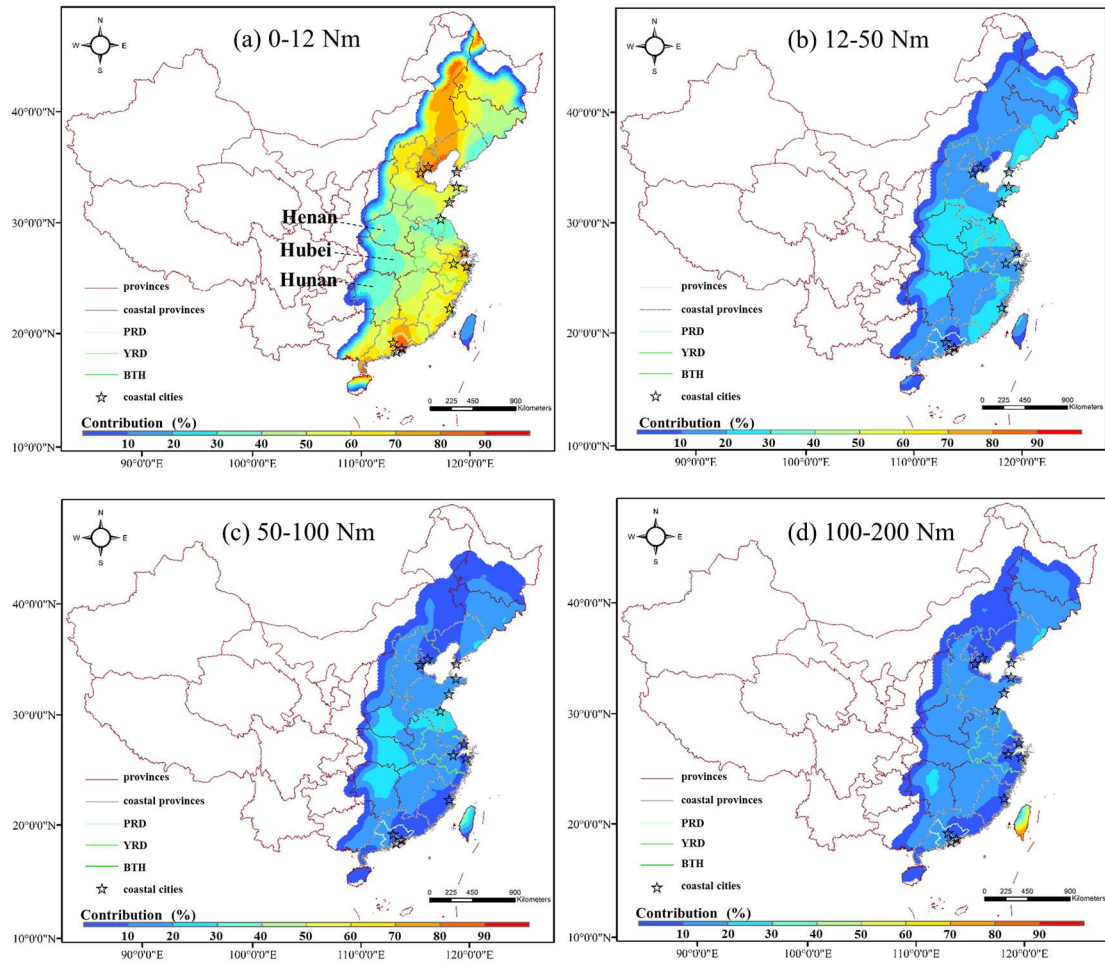 (a) 0-12 Nm
N
W E
S
40°0'0"N
30°0'0"N
20°0'0"N
10°0'0"N
Henan
Hubei
Hunan
provinces
coastal provinces
PRD
YRD
BTH
coastal cities
0 225 450 900
Kilometers
Contribution (%)
10 20 30 40 50 60 70 80 90
90°0'0"E 100°0'0"E 110°0'0"E 120°0'0"E
(b) 12-50 Nm
N
W E
S
40°0'0"N
30°0'0"N
20°0'0"N
10°0'0"N
provinces
coastal provinces
PRD
YRD
BTH
coastal cities
0 225 450 900
Kilometers
Contribution (%)
10 20 30 40 50 60 70 80 90
90°0'0"E 100°0'0"E 110°0'0"E 120°0'0"E
(c) 50-100 Nm
N
W E
S
40°0'0"N
30°0'0"N
20°0'0"N
10°0'0"N
provinces
coastal provinces
PRD
YRD
BTH
coastal cities
0 225 450 900
Kilometers
Contribution (%)
10 20 30 40 50 60 70 80 90
90°0'0"E 100°0'0"E 110°0'0"E 120°0'0"E
(d) 100-200 Nm
N
W E
S
40°0'0"N
30°0'0"N
20°0'0"N
10°0'0"N
provinces
coastal provinces
PRD
YRD
BTH
coastal cities
0 225 450 900
Kilometers
Contribution (%)
10 20 30 40 50 60 70 80 90
90°0'0"E 100°0'0"E 110°0'0"E 120°0'0"E